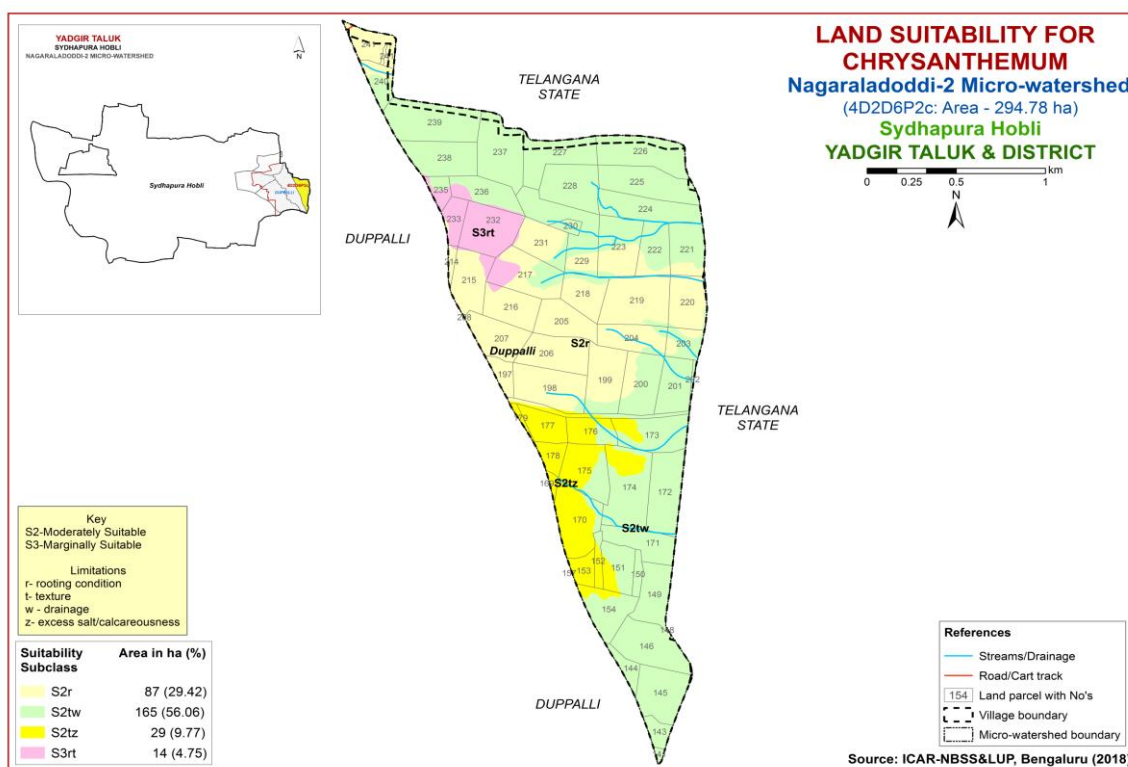 YADGIR TALUK
SYDHAPURA HOBLI
NAGARALADODDI-2 MICRO-WATERSHED
N
Sydhapura Hobli
DUPPALLI
LAND SUITABILITY FOR
CHRYSANTHEMUM
Nagaraladoddi-2 Micro-watershed
(4D2D6P2c: Area - 294.78 ha)
Sydhapura Hobli
YADGIR TALUK & DISTRICT
km
0 0.25 0.5 1
N
TELANGANA
STATE
240
239
238
237
227
226
225
228
224
235
236
233
232
S3rt
230
231
223
222
221
229
DUPPALLI
214
215
217
218
219
220
216
205
204
203
S2r
207
Duppalli
206
197
198
199
200
201
202
TELANGANA
STATE
179
177
176
173
178
175
174
172
S2tz
170
S2tw
171
152
153
151
150
149
157
154
148
146
144
145
143
DUPPALLI
Key
S2-Moderately Suitable
S3-Marginally Suitable
Limitations
r- rooting condition
t- texture
w - drainage
z- excess salt/calcareousness
Suitability Subclass Area in ha (%)
S2r 87 (29.42)
S2tw 165 (56.06)
S2tz 29 (9.77)
S3rt 14 (4.75)
References
Streams/Drainage
Road/Cart track
154 Land parcel with No's
Village boundary
Micro-watershed boundary
Source: ICAR-NBSS&LUP, Bengaluru (2018)